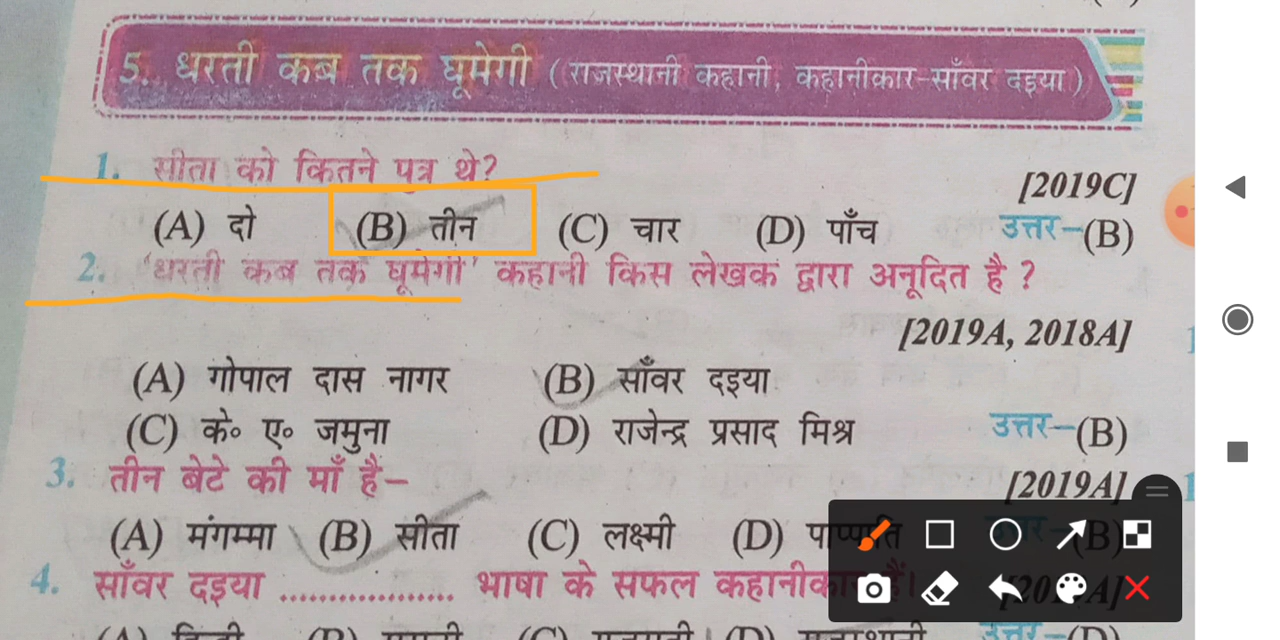 5. धरती कब तक घूमेगी (राजस्थानी कहानी, कहानीकार-साँवर दइया)
1. सीता को कितने पुत्र थे?
[2019C]
(A) दो (B) तीन (C) चार (D) पाँच उत्तर–(B)
2. 'धरती कब तक घूमेगी' कहानी किस लेखक द्वारा अनूदित है ?
[2019A, 2018A]
(A) गोपाल दास नागर (B) साँवर दइया
(C) के० ए० जमुना (D) राजेन्द्र प्रसाद मिश्र उत्तर–(B)
3. तीन बेटे की माँ है–
[2019A]
(A) मंगम्मा (B) सीता (C) लक्ष्मी (D) पाप्पाति उत्तर–(B)
4. साँवर दइया .................. भाषा के सफल कहानीकार हैं।